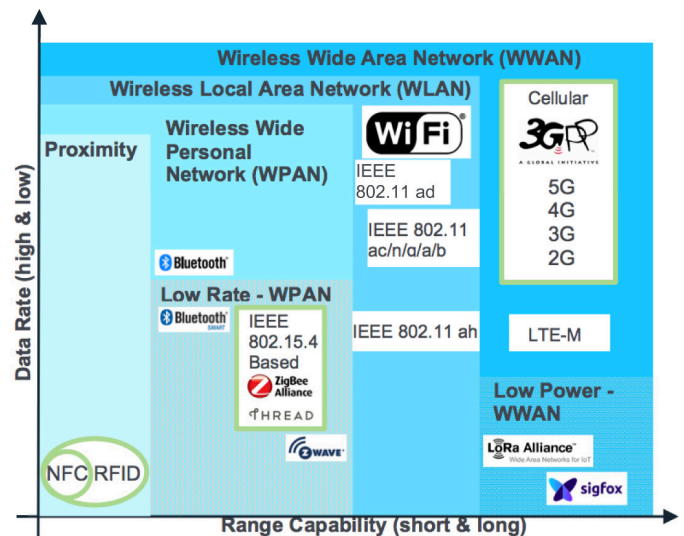 Wireless Wide Area Network (WWAN)
Wireless Local Area Network (WLAN)
Wireless Wide
Personal
Network (WPAN)
Proximity
WiFi
IEEE
802.11 ad
IEEE 802.11
ac/n/g/a/b
Cellular
3GPP
A GLOBAL INITIATIVE
5G
4G
3G
2G
Bluetooth
Low Rate - WPAN
Bluetooth
SMART
IEEE
802.15.4
Based
ZigBee
Alliance
THREAD
ZWAVE
IEEE 802.11 ah
LTE-M
Low Power -
WWAN
LoRa Alliance
Wide Area Networks for IoT
sigfox
NFC RFID
Data Rate (high & low)
Range Capability (short & long)